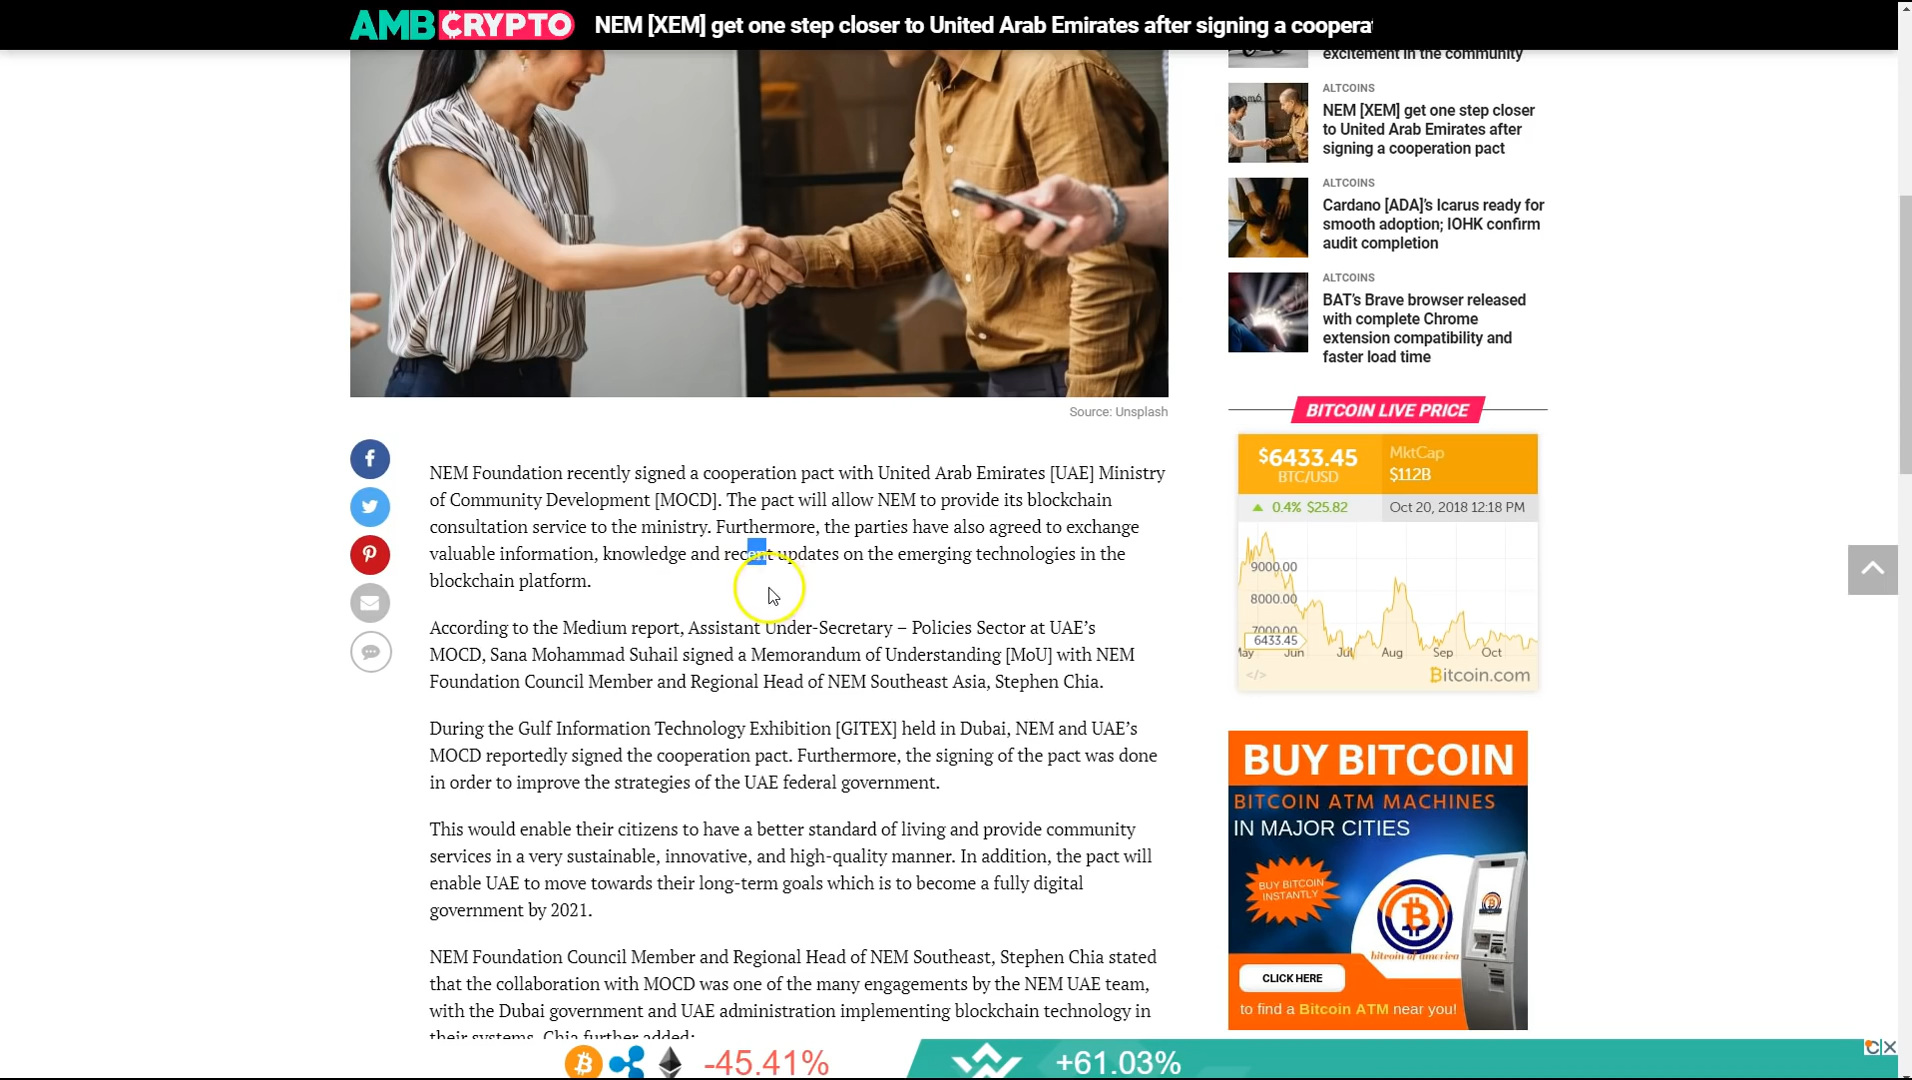 AMBCRYPTO
NEM [XEM] get one step closer to United Arab Emirates after signing a coopera
excitement in the community
ALTCOINS
NEM [XEM] get one step closer
to United Arab Emirates after
signing a cooperation pact
ALTCOINS
Cardano [ADA]’s Icarus ready for
smooth adoption; IOHK confirm
audit completion
ALTCOINS
BAT’s Brave browser released
with complete Chrome
extension compatibility and
faster load time
Source: Unsplash
NEM Foundation recently signed a cooperation pact with United Arab Emirates [UAE] Ministry
of Community Development [MOCD]. The pact will allow NEM to provide its blockchain
consultation service to the ministry. Furthermore, the parties have also agreed to exchange
valuable information, knowledge and recent updates on the emerging technologies in the
blockchain platform.
According to the Medium report, Assistant Under-Secretary – Policies Sector at UAE’s
MOCD, Sana Mohammad Suhail signed a Memorandum of Understanding [MoU] with NEM
Foundation Council Member and Regional Head of NEM Southeast Asia, Stephen Chia.
During the Gulf Information Technology Exhibition [GITEX] held in Dubai, NEM and UAE’s
MOCD reportedly signed the cooperation pact. Furthermore, the signing of the pact was done
in order to improve the strategies of the UAE federal government.
This would enable their citizens to have a better standard of living and provide community
services in a very sustainable, innovative, and high-quality manner. In addition, the pact will
enable UAE to move towards their long-term goals which is to become a fully digital
government by 2021.
NEM Foundation Council Member and Regional Head of NEM Southeast, Stephen Chia stated
that the collaboration with MOCD was one of the many engagements by the NEM UAE team,
with the Dubai government and UAE administration implementing blockchain technology in
their systems. Chia further added:
BITCOIN LIVE PRICE
$6433.45
BTC/USD
MktCap
$112B
0.4% $25.82
Oct 20, 2018 12:18 PM
9000.00
8000.00
7000.00
6433.45
May Jun Jul Aug Sep Oct
</>
Bitcoin.com
BUY BITCOIN
BITCOIN ATM MACHINES
IN MAJOR CITIES
BUY BITCOIN
INSTANTLY
bitcoin of america
CLICK HERE
to find a Bitcoin ATM near you!
-45.41%
+61.03%